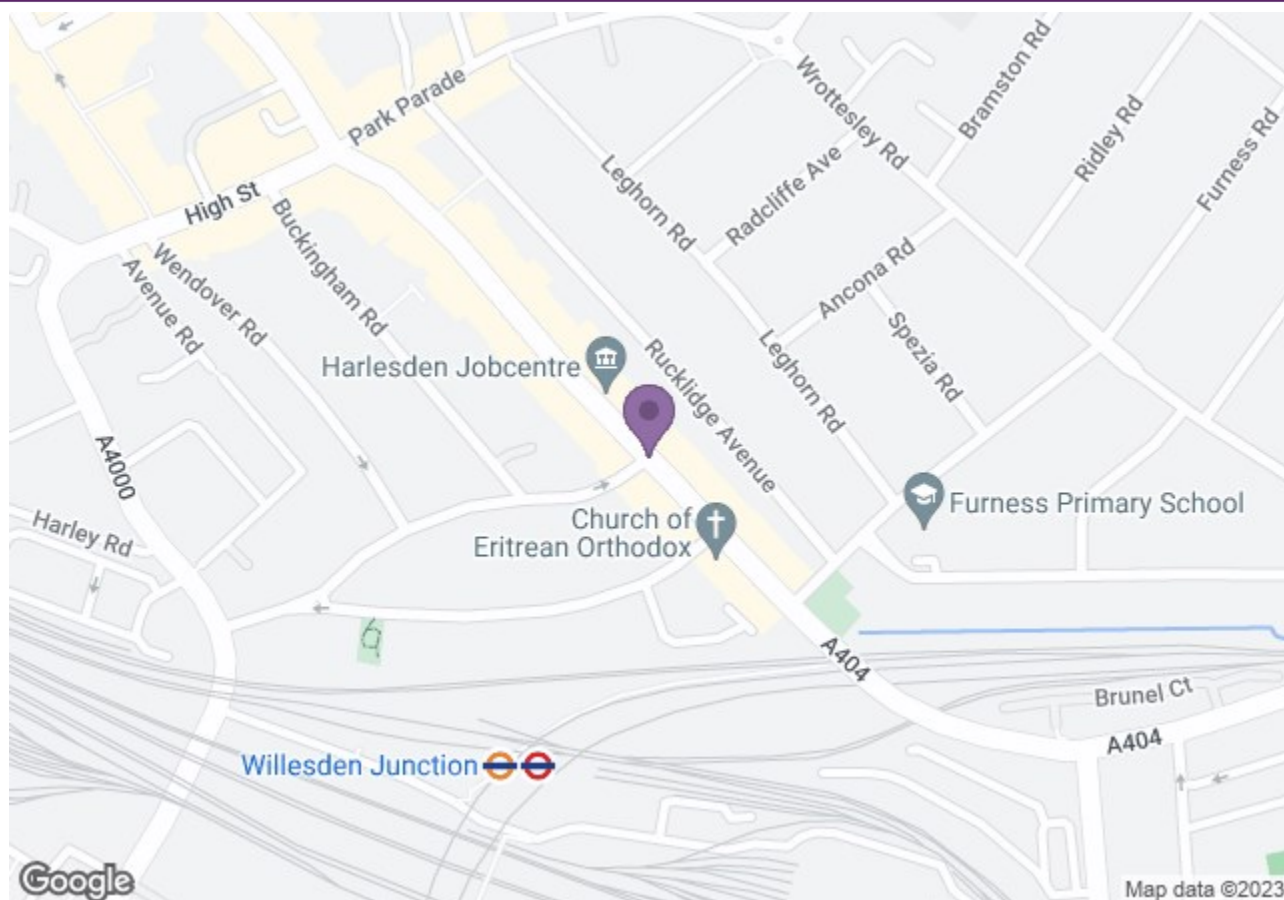 Park Parade
High St
Buckingham Rd
Wendover Rd
Avenue Rd
Wrottesley Rd
Bramston Rd
Ridley Rd
Furness Rd
Leghorn Rd
Radcliffe Ave
Ancona Rd
Spezia Rd
Leghorn Rd
Rucklidge Avenue
Harlesden Jobcentre
A4000
Harley Rd
Church of
Eritrean Orthodox
Furness Primary School
A404
Brunel Ct
A404
Willesden Junction
Google
Map data ©2023